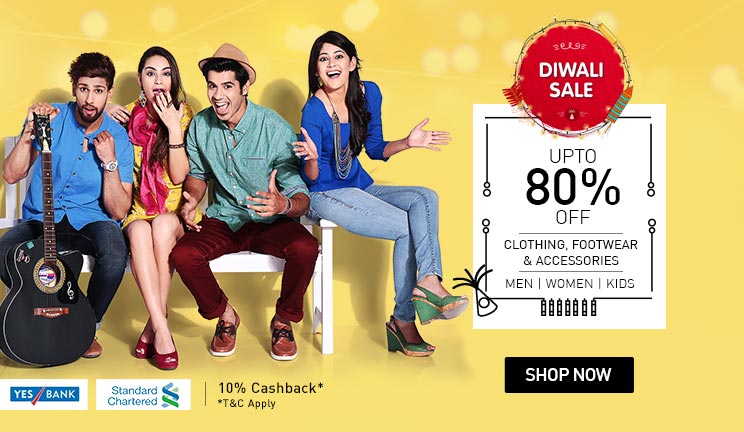 DIWALI
SALE
UPTO
80%
OFF
CLOTHING, FOOTWEAR
& ACCESSORIES
MEN | WOMEN | KIDS
SHOP NOW
YES BANK
Standard
Chartered
10% Cashback*
*T&C Apply